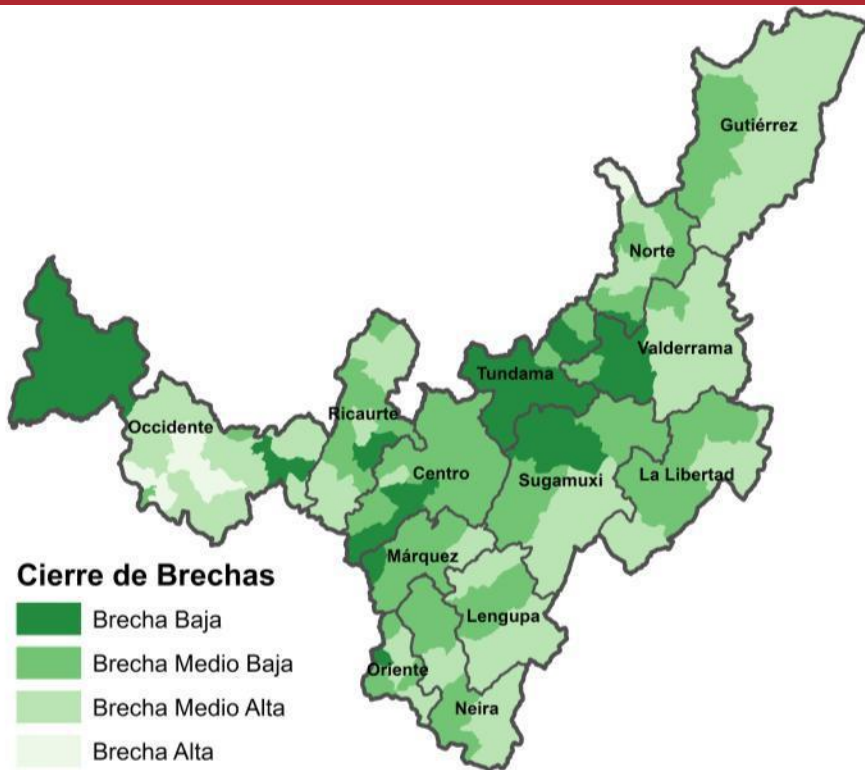 Gutiérrez
Norte
Valderrama
Tundama
Occidente
Ricaurte
Centro
Sugamuxi
La Libertad
Márquez
Lengupa
Oriente
Neira
Cierre de Brechas
Brecha Baja
Brecha Medio Baja
Brecha Medio Alta
Brecha Alta